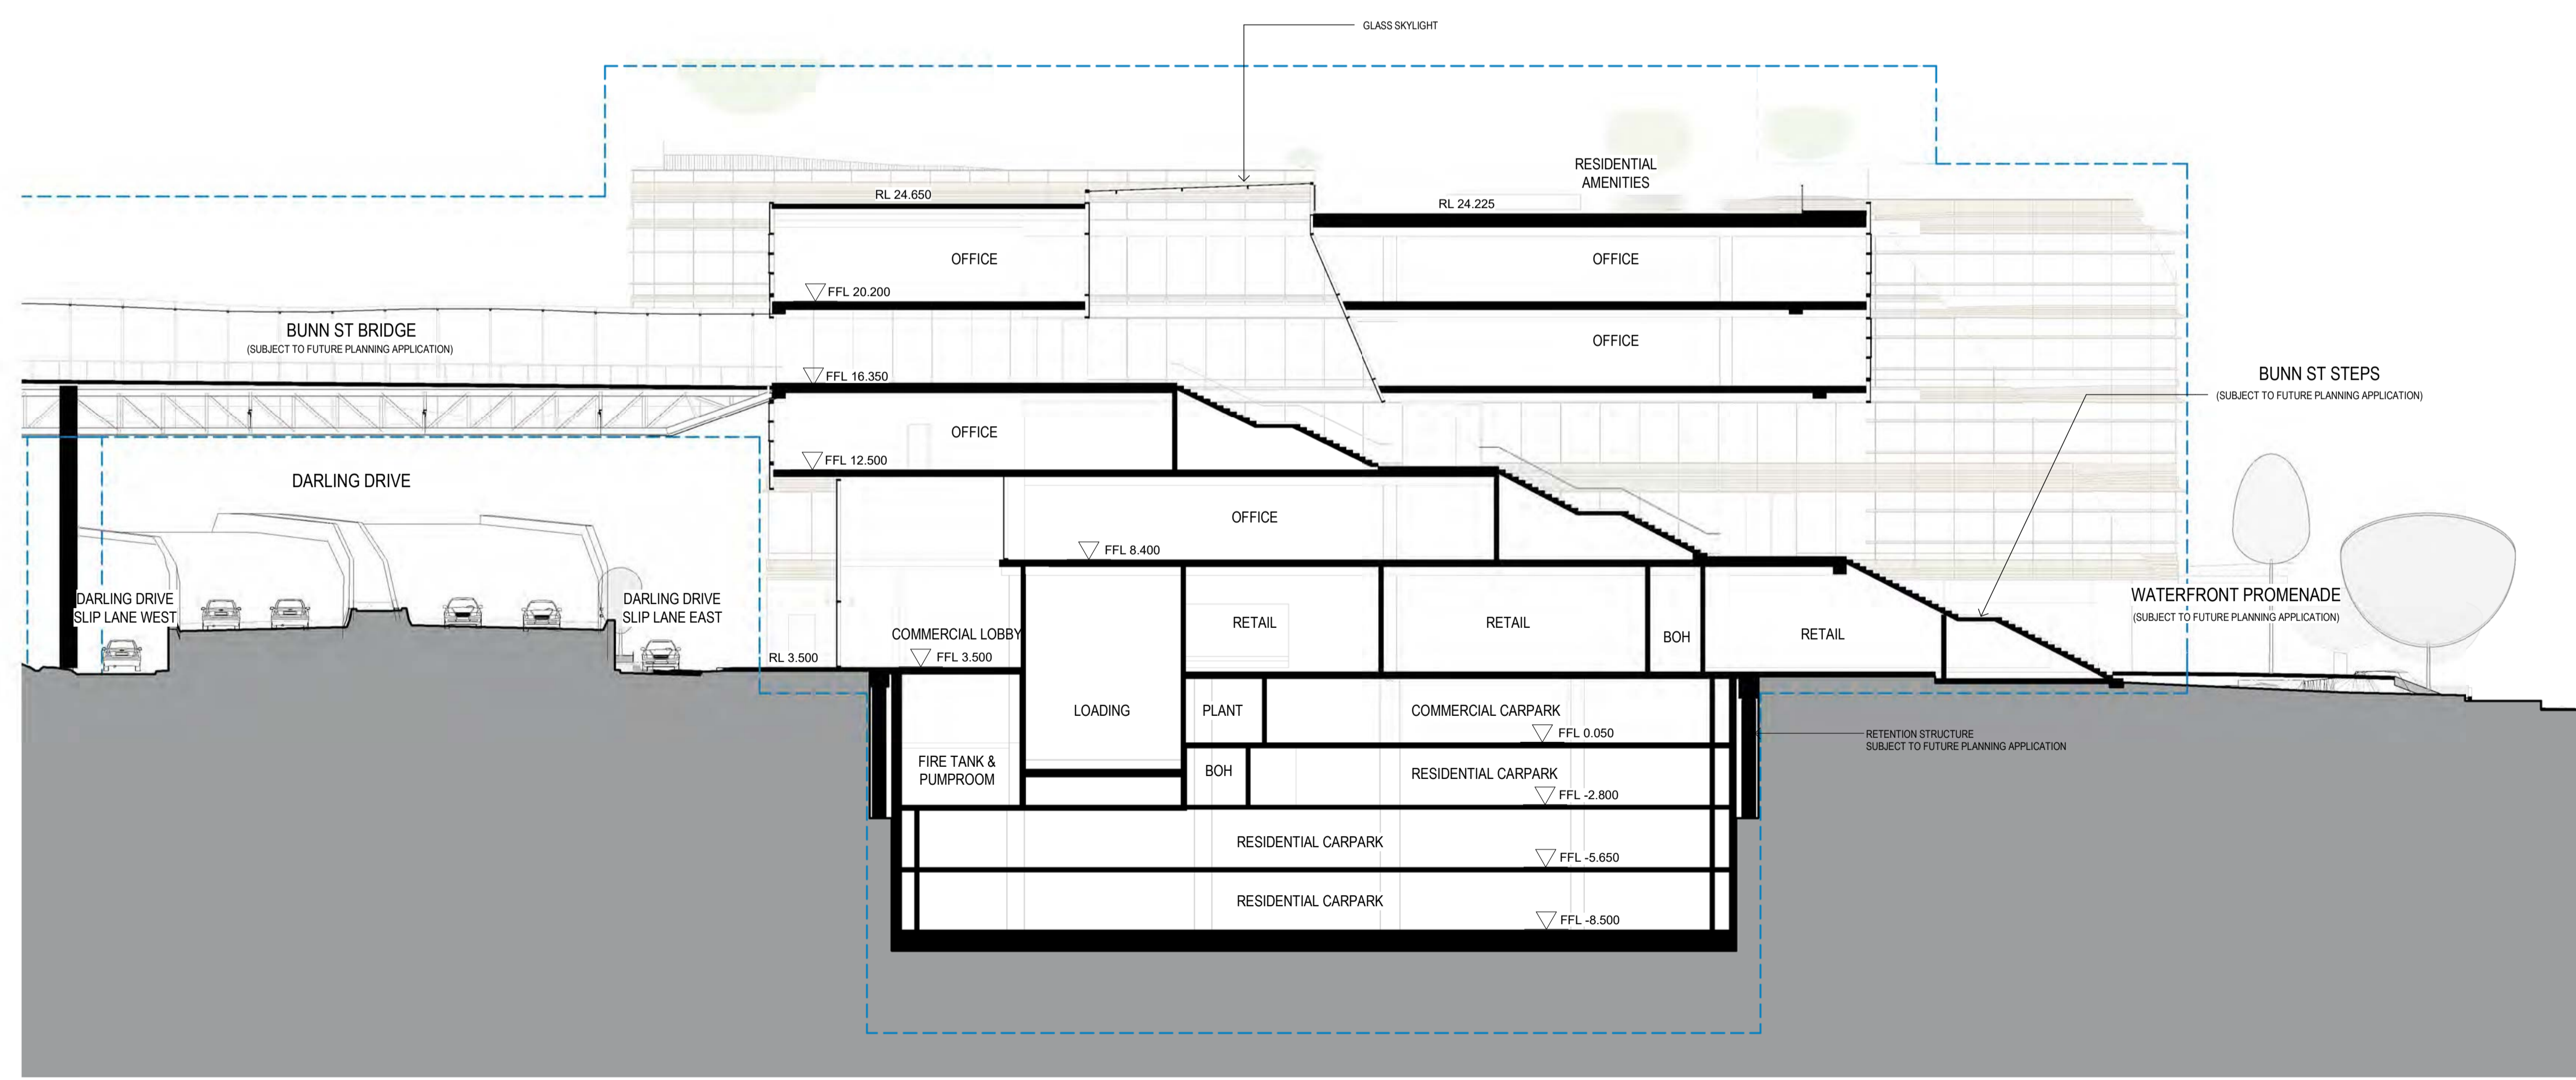 GLASS SKYLIGHT
RESIDENTIAL
AMENITIES
RL 24.650
RL 24.225
OFFICE
OFFICE
FFL 20.200
BUNN ST BRIDGE
(SUBJECT TO FUTURE PLANNING APPLICATION)
OFFICE
FFL 16.350
BUNN ST STEPS
(SUBJECT TO FUTURE PLANNING APPLICATION)
OFFICE
FFL 12.500
DARLING DRIVE
OFFICE
FFL 8.400
DARLING DRIVE
SLIP LANE WEST
DARLING DRIVE
SLIP LANE EAST
WATERFRONT PROMENADE
(SUBJECT TO FUTURE PLANNING APPLICATION)
COMMERCIAL LOBBY
RETAIL
RETAIL
BOH
RETAIL
RL 3.500
FFL 3.500
LOADING
PLANT
COMMERCIAL CARPARK
FFL 0.050
RETENTION STRUCTURE
SUBJECT TO FUTURE PLANNING APPLICATION
FIRE TANK &
PUMPROOM
BOH
RESIDENTIAL CARPARK
FFL -2.800
RESIDENTIAL CARPARK
FFL -5.650
RESIDENTIAL CARPARK
FFL -8.500